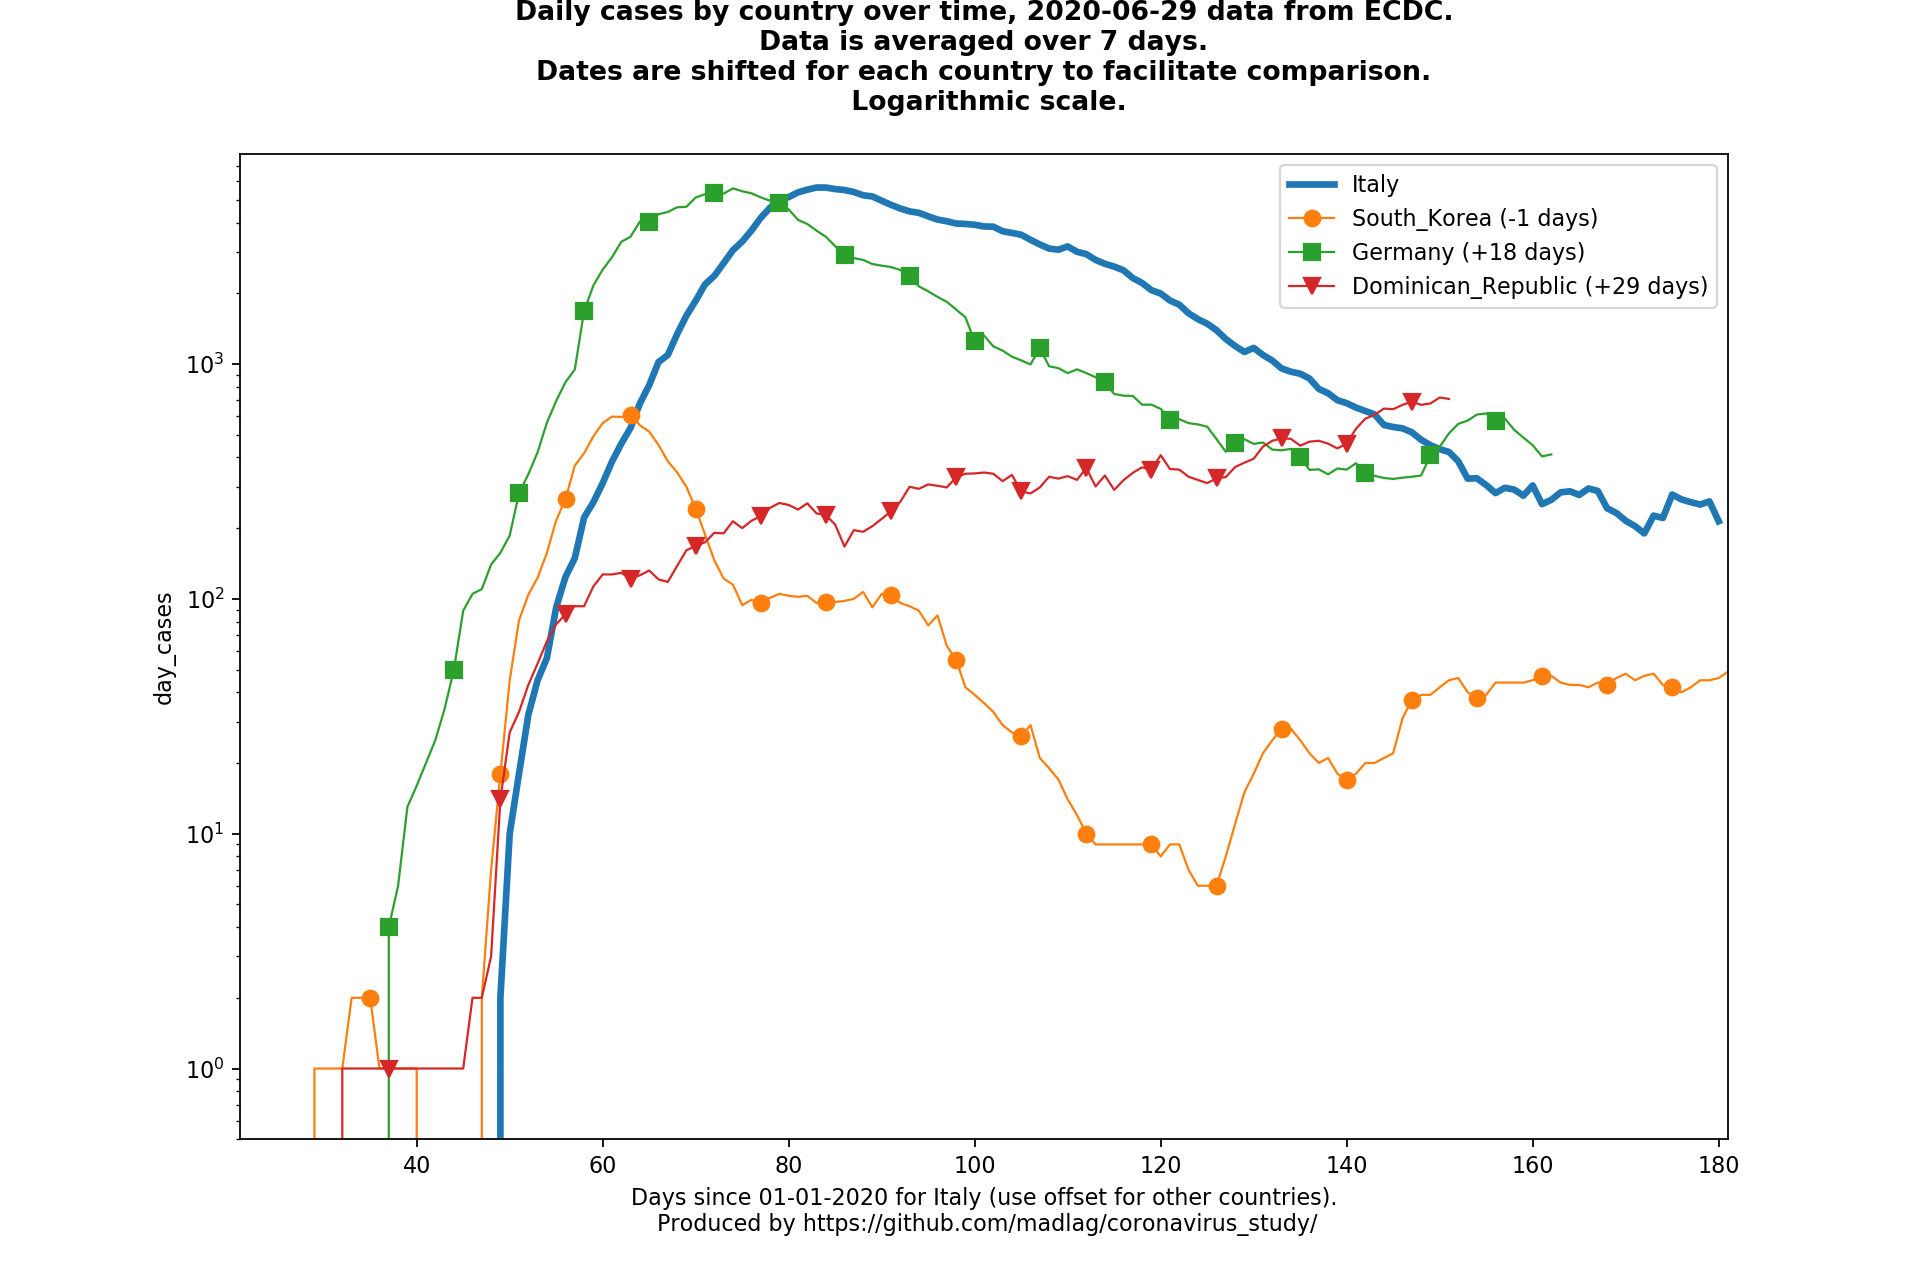 Daily cases by country over time, 2020-06-29 data from ECDC.
Data is averaged over 7 days.
Dates are shifted for each country to facilitate comparison.
Logarithmic scale.
Italy
South_Korea (-1 days)
Germany (+18 days)
Dominican_Republic (+29 days)
day_cases
10³
10²
10¹
10⁰
40 60 80 100 120 140 160 180
Days since 01-01-2020 for Italy (use offset for other countries).
Produced by https://github.com/madlag/coronavirus_study/